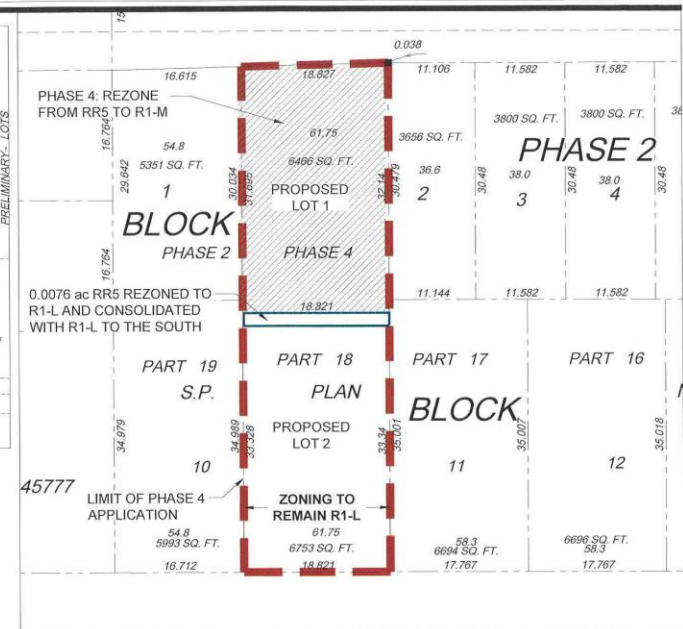 15
PRELIMINARY- LOTS
0.038
16.615
18.827
11.106
11.582
11.582
PHASE 4: REZONE
FROM RR5 TO R1-M
16.764
54.8
5351 SQ. FT.
29.642
1
BLOCK
PHASE 2
16.764
30.034
31.695
61.75
6466 SQ. FT.
PROPOSED
LOT 1
PHASE 4
32.14
30.479
3656 SQ. FT.
36.6
2
30.48
3800 SQ. FT.
38.0
3
30.48
3800 SQ. FT.
38.0
4
30.48
38
PHASE 2
0.0076 ac RR5 REZONED TO
R1-L AND CONSOLIDATED
WITH R1-L TO THE SOUTH
18.821
11.144
11.582
11.582
PART 19
S.P.
PART 18
PLAN
PART 17
BLOCK
PART 16
PROPOSED
LOT 2
34.979
34.989
33.328
33.34
35.001
35.007
35.018
10
11
12
45777
LIMIT OF PHASE 4
APPLICATION
ZONING TO
REMAIN R1-L
54.8
5993 SQ. FT.
61.75
6753 SQ. FT.
58.3
6694 SQ. FT.
6696 SQ. FT.
58.3
16.712
18.821
17.767
17.767